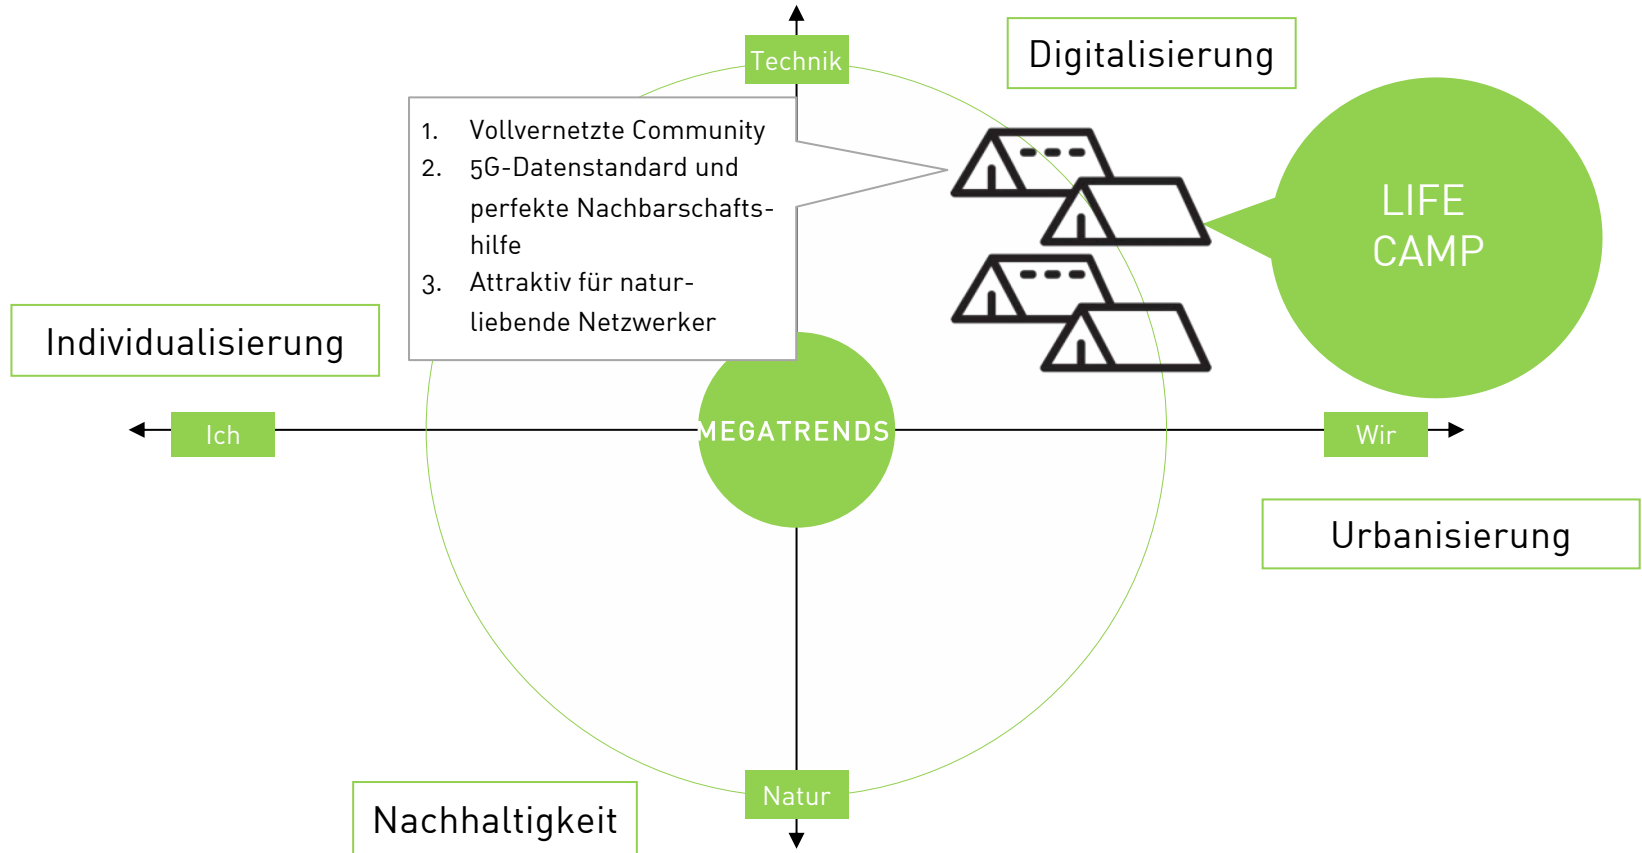 Technik
Digitalisierung
1. Vollvernetzte Community
2. 5G-Datenstandard und
perfekte Nachbarschafts-
hilfe
3. Attraktiv für natur-
liebende Netzwerker
LIFE
CAMP
Individualisierung
Ich
MEGATRENDS
Wir
Urbanisierung
Natur
Nachhaltigkeit